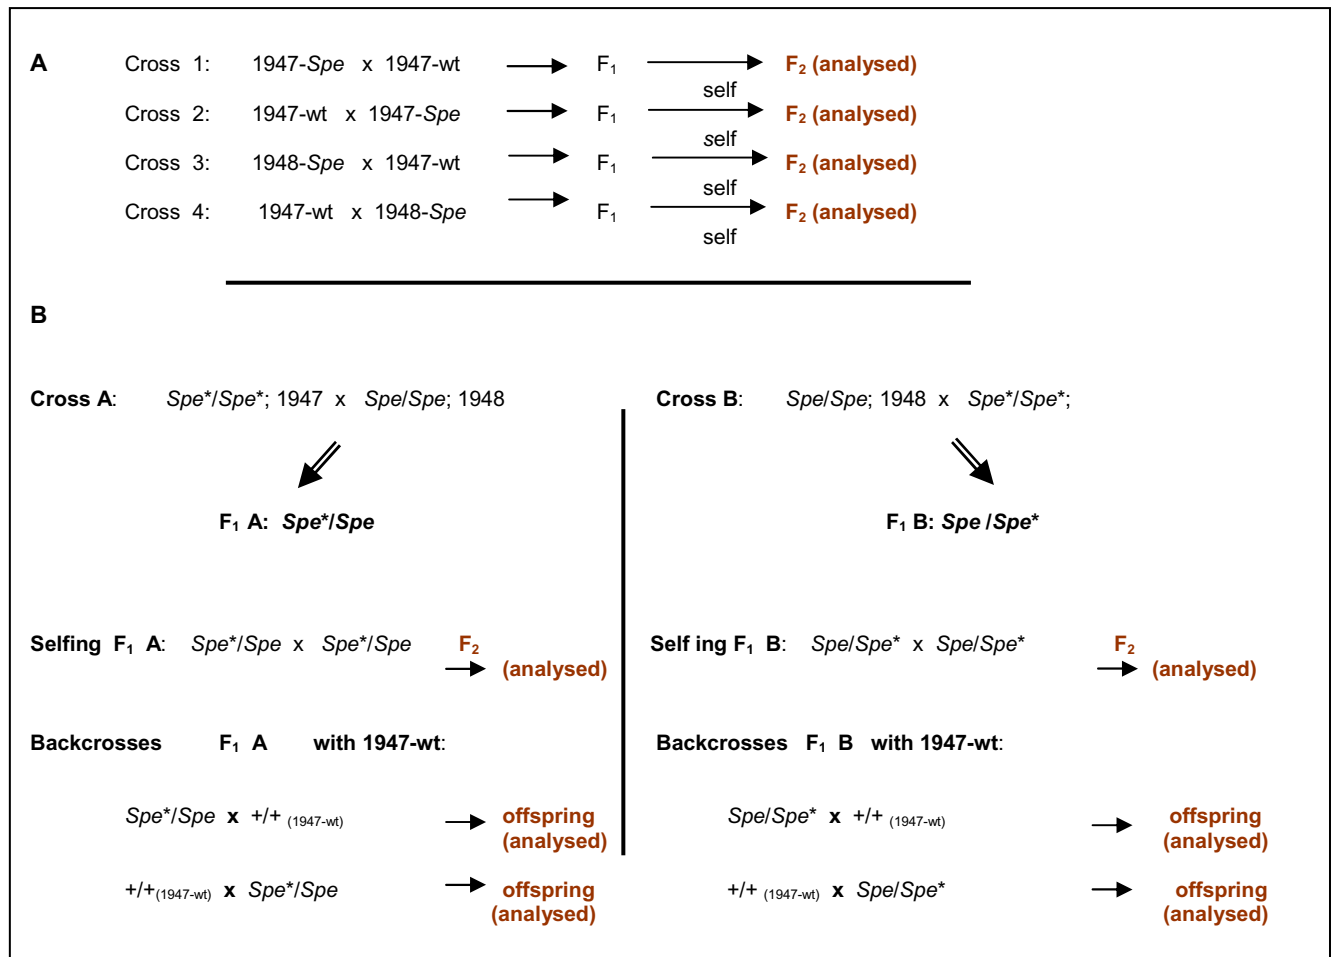 A Cross 1: 1947-Spe x 1947-wt F1 F2 (analysed)
self
Cross 2: 1947-wt x 1947-Spe F1 F2 (analysed)
self
Cross 3: 1948-Spe x 1947-wt F1 F2 (analysed)
self
Cross 4: 1947-wt x 1948-Spe F1 F2 (analysed)
self
B
Cross A: Spe*/Spe*; 1947 x Spe/Spe; 1948
F1 A: Spe*/Spe
Selfing F1 A: Spe*/Spe x Spe*/Spe F2
(analysed)
Backcrosses F1 A with 1947-wt:
Spe*/Spe x +/+ (1947-wt) offspring
(analysed)
+/+(1947-wt) x Spe*/Spe offspring
(analysed)
Cross B: Spe/Spe; 1948 x Spe*/Spe*;
F1 B: Spe /Spe*
Self ing F1 B: Spe/Spe* x Spe/Spe* F2
(analysed)
Backcrosses F1 B with 1947-wt:
Spe/Spe* x +/+ (1947-wt) offspring
(analysed)
+/+ (1947-wt) x Spe/Spe* offspring
(analysed)